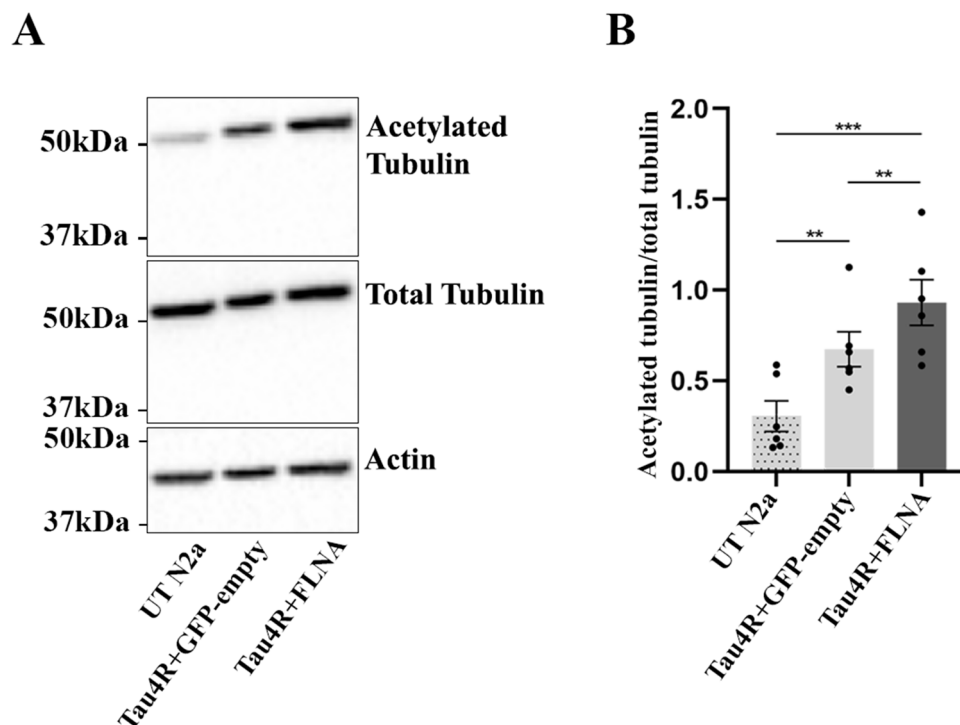 A
50kDa
Acetylated
Tubulin
37kDa
Total Tubulin
50kDa
37kDa
50kDa
Actin
37kDa
UT N2a
Tau4R+GFP-empty
Tau4R+FLNA
B
Acetylated tubulin/total tubulin
2.0
1.5
1.0
0.5
0.0
***
**
**
UT N2a
Tau4R+GFP-empty
Tau4R+FLNA